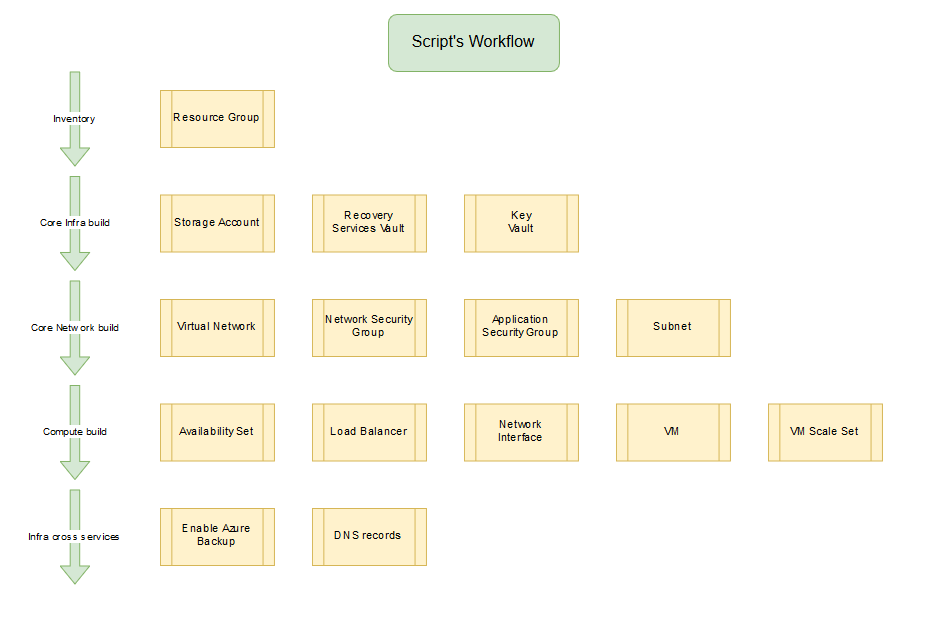 Script's Workflow
Inventory
Resource Group
Core Infra build
Storage Account
Recovery
Services Vault
Key
Vault
Core Network build
Virtual Network
Network Security
Group
Application
Security Group
Subnet
Compute build
Availability Set
Load Balancer
Network
Interface
VM
VM Scale Set
Infra cross services
Enable Azure
Backup
DNS records